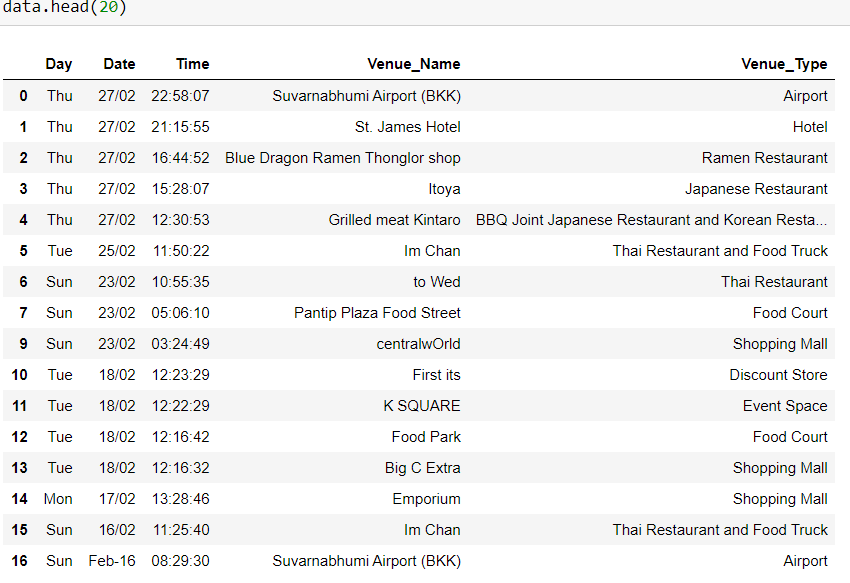 data.head(20)
Day Date Time Venue_Name Venue_Type
0 Thu 27/02 22:58:07 Suvarnabhumi Airport (BKK) Airport
1 Thu 27/02 21:15:55 St. James Hotel Hotel
2 Thu 27/02 16:44:52 Blue Dragon Ramen Thonglor shop Ramen Restaurant
3 Thu 27/02 15:28:07 Itoya Japanese Restaurant
4 Thu 27/02 12:30:53 Grilled meat Kintaro BBQ Joint Japanese Restaurant and Korean Resta...
5 Tue 25/02 11:50:22 Im Chan Thai Restaurant and Food Truck
6 Sun 23/02 10:55:35 to Wed Thai Restaurant
7 Sun 23/02 05:06:10 Pantip Plaza Food Street Food Court
9 Sun 23/02 03:24:49 centralwOrld Shopping Mall
10 Tue 18/02 12:23:29 First its Discount Store
11 Tue 18/02 12:22:29 K SQUARE Event Space
12 Tue 18/02 12:16:42 Food Park Food Court
13 Tue 18/02 12:16:32 Big C Extra Shopping Mall
14 Mon 17/02 13:28:46 Emporium Shopping Mall
15 Sun 16/02 11:25:40 Im Chan Thai Restaurant and Food Truck
16 Sun Feb-16 08:29:30 Suvarnabhumi Airport (BKK) Airport